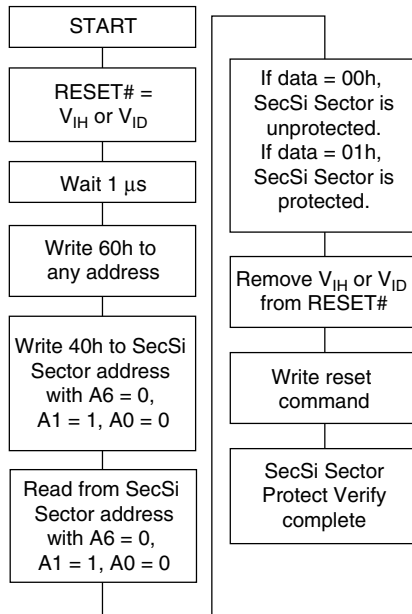 START
RESET# =
V_IH or V_ID
Wait 1 μs
Write 60h to
any address
Write 40h to SecSi
Sector address
with A6 = 0,
A1 = 1, A0 = 0
Read from SecSi
Sector address
with A6 = 0,
A1 = 1, A0 = 0
If data = 00h,
SecSi Sector is
unprotected.
If data = 01h,
SecSi Sector is
protected.
Remove V_IH or V_ID
from RESET#
Write reset
command
SecSi Sector
Protect Verify
complete